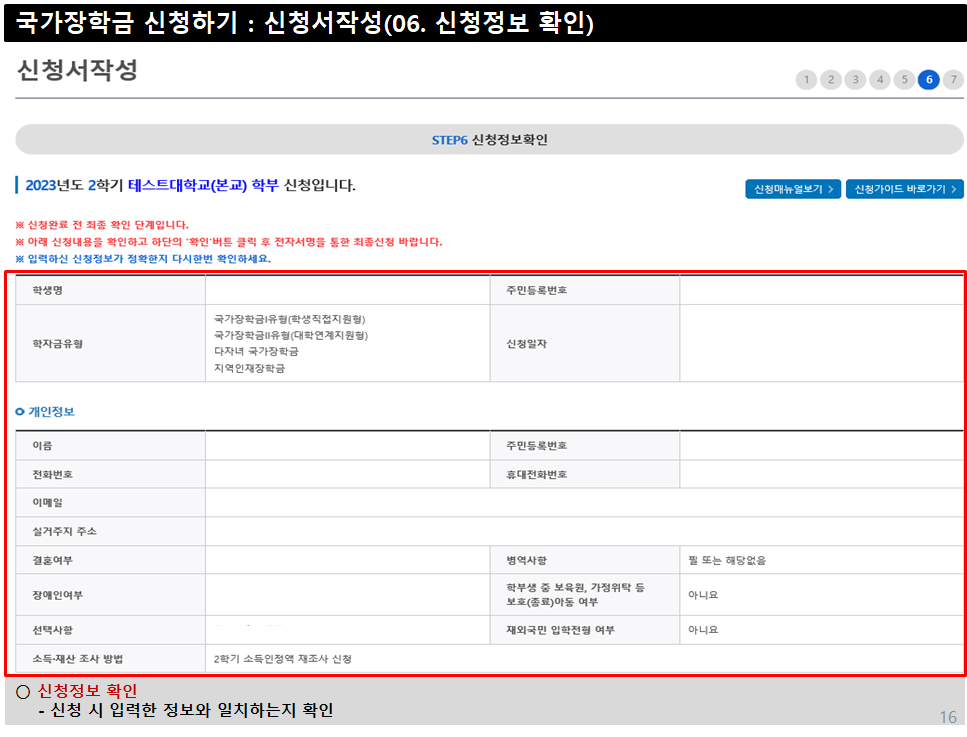 국가장학금 신청하기 : 신청서작성(06. 신청정보 확인)
신청서작성
1 2 3 4 5 6 7
STEP6 신청정보확인
2023년도 2학기 테스트대학교(본교) 학부 신청입니다.
신청매뉴얼보기 > 신청가이드 바로가기 >
※ 신청완료 전 최종 확인 단계입니다.
※ 아래 신청내용을 확인하고 하단의 '확인'버튼 클릭 후 전자서명을 통한 최종신청 바랍니다.
※ 입력하신 신청정보가 정확한지 다시한번 확인하세요.
학생명 주민등록번호
학자금유형
국가장학금I유형(학생직접지원형)
국가장학금II유형(대학연계지원형)
다자녀 국가장학금
지역인재장학금
신청일자
개인정보
이름 주민등록번호
전화번호 휴대전화번호
이메일
실거주지 주소
결혼여부 병역사항 필 또는 해당없음
장애인여부
학부생 중 보육원, 가정위탁 등
보호(종료)아동 여부
아니요
선택사항 재외국민 입학전형 여부 아니요
소득·재산 조사 방법 2학기 소득인정액 재조사 신청
○ 신청정보 확인
- 신청 시 입력한 정보와 일치하는지 확인
16